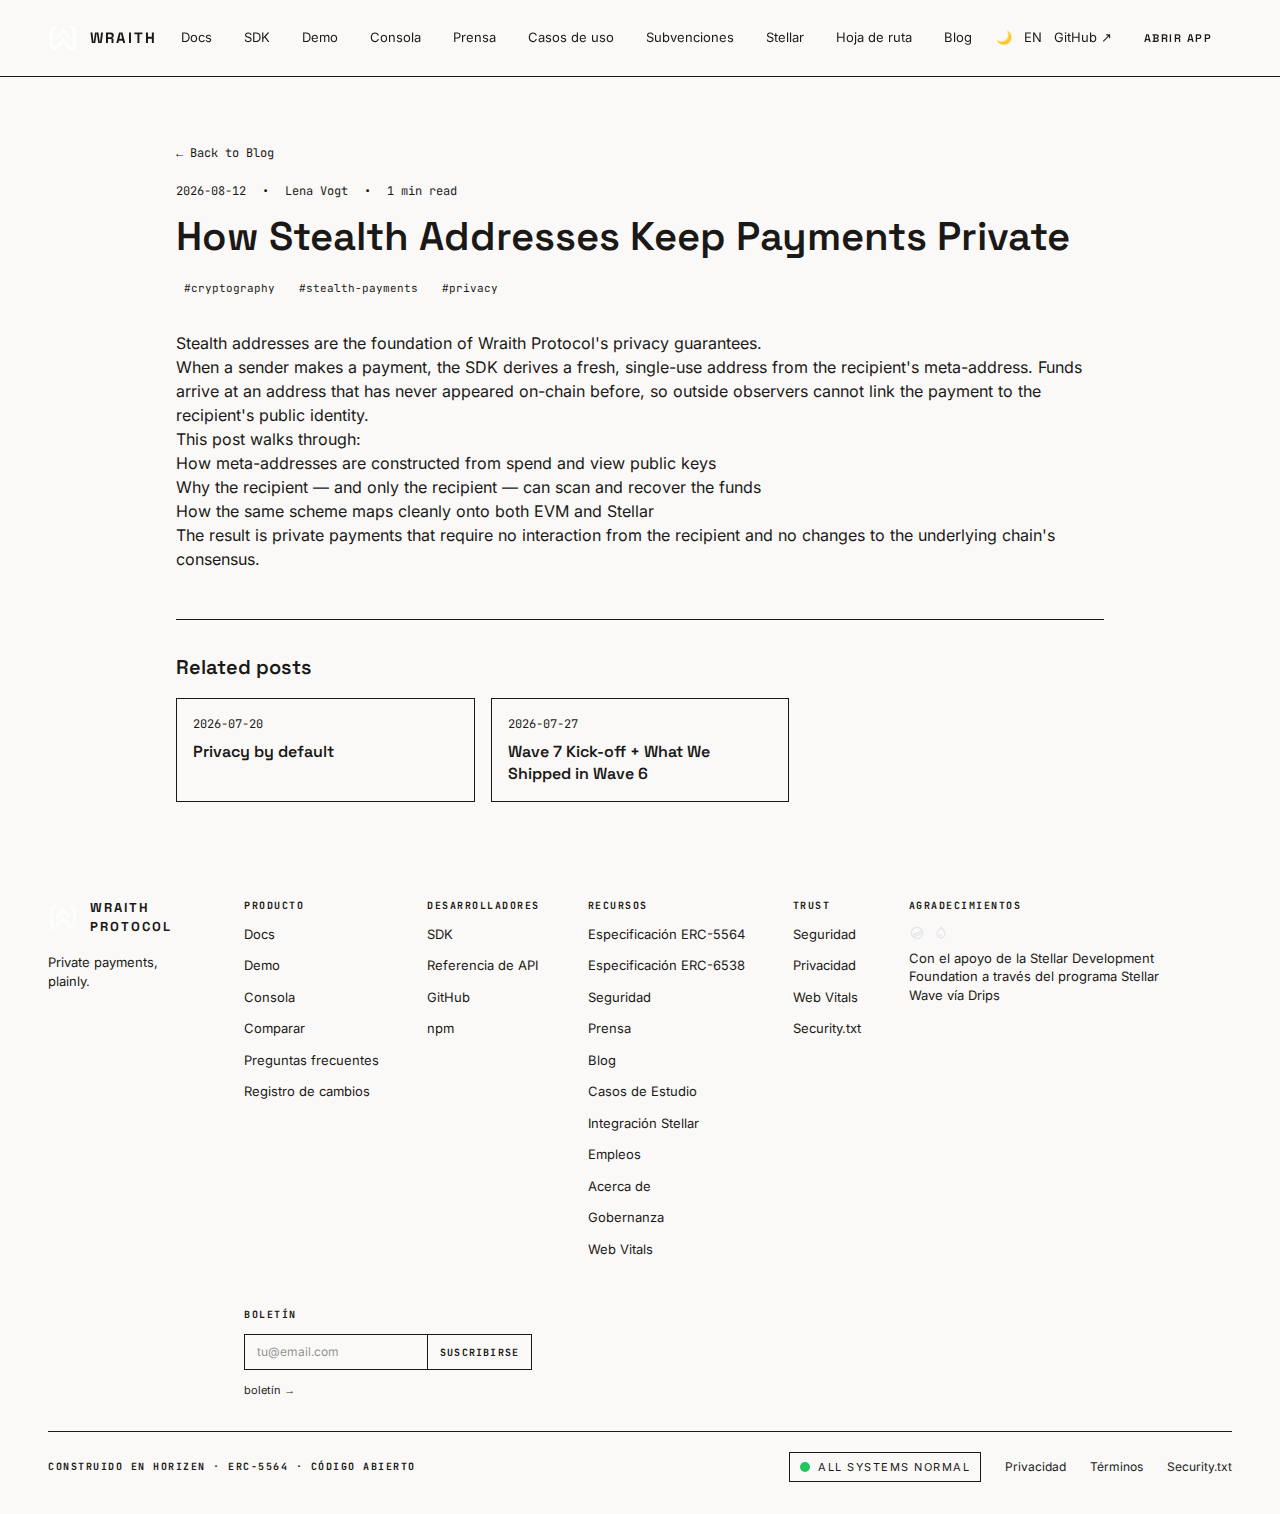 WRAITH
Docs
SDK
Demo
Consola
Prensa
Casos de uso
Subvenciones
Stellar
Hoja de ruta
Blog
EN
GitHub ↗
ABRIR APP
← Back to Blog
2026-08-12 • Lena Vogt • 1 min read
How Stealth Addresses Keep Payments Private
#cryptography #stealth-payments #privacy
Stealth addresses are the foundation of Wraith Protocol's privacy guarantees.
When a sender makes a payment, the SDK derives a fresh, single-use address from the recipient's meta-address. Funds
arrive at an address that has never appeared on-chain before, so outside observers cannot link the payment to the
recipient's public identity.
This post walks through:
How meta-addresses are constructed from spend and view public keys
Why the recipient — and only the recipient — can scan and recover the funds
How the same scheme maps cleanly onto both EVM and Stellar
The result is private payments that require no interaction from the recipient and no changes to the underlying chain's
consensus.
Related posts
2026-07-20
Privacy by default
2026-07-27
Wave 7 Kick-off + What We
Shipped in Wave 6
WRAITH
PROTOCOL
Private payments,
plainly.
PRODUCTO
Docs
Demo
Consola
Comparar
Preguntas frecuentes
Registro de cambios
DESARROLLADORES
SDK
Referencia de API
GitHub
npm
RECURSOS
Especificación ERC-5564
Especificación ERC-6538
Seguridad
Prensa
Blog
Casos de Estudio
Integración Stellar
Empleos
Acerca de
Gobernanza
Web Vitals
TRUST
Seguridad
Privacidad
Web Vitals
Security.txt
AGRADECIMIENTOS
Con el apoyo de la Stellar Development
Foundation a través del programa Stellar
Wave vía Drips
BOLETÍN
tu@email.com
SUSCRIBIRSE
boletín →
CONSTRUIDO EN HORIZEN · ERC-5564 · CÓDIGO ABIERTO
ALL SYSTEMS NORMAL
Privacidad
Términos
Security.txt